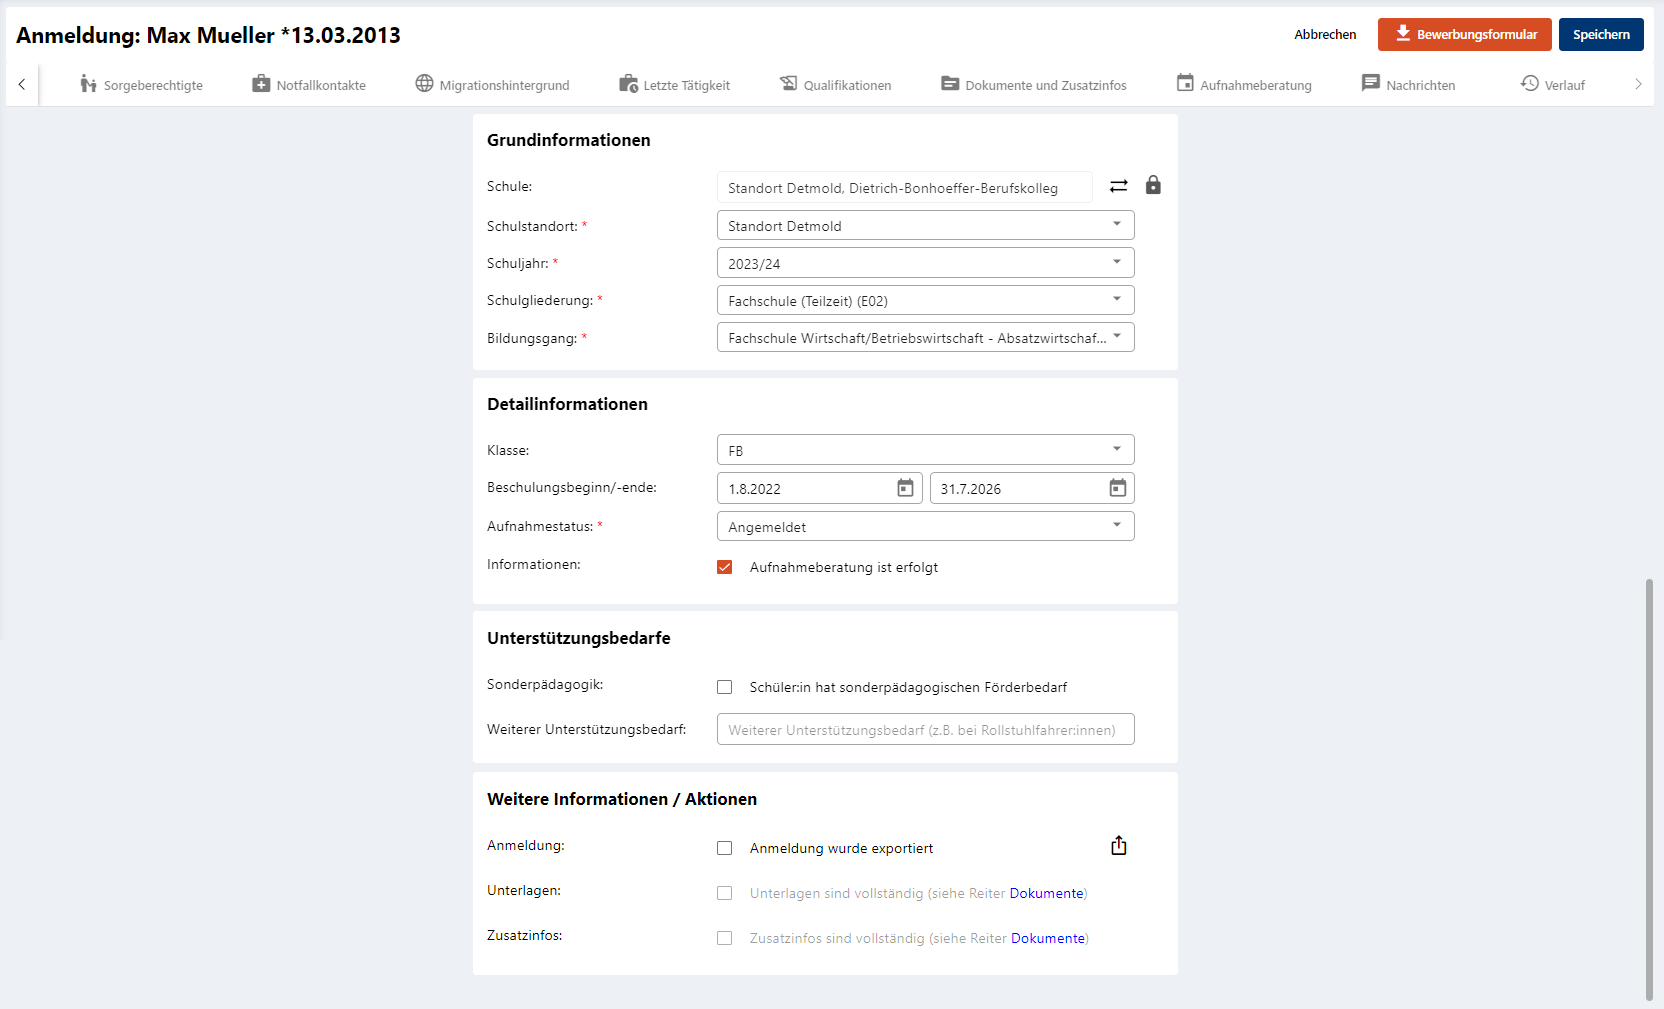 Anmeldung: Max Mueller *13.03.2013
Abbrechen
Bewerbungsformular
Speichern
Sorgeberechtigte
Notfallkontakte
Migrationshintergrund
Letzte Tätigkeit
Qualifikationen
Dokumente und Zusatzinfos
Aufnahmeberatung
Nachrichten
Verlauf
Grundinformationen
Schule: Standort Detmold, Dietrich-Bonhoeffer-Berufskolleg
Schulstandort: * Standort Detmold
Schuljahr: * 2023/24
Schulgliederung: * Fachschule (Teilzeit) (E02)
Bildungsgang: * Fachschule Wirtschaft/Betriebswirtschaft - Absatzwirtschaf...
Detailinformationen
Klasse: FB
Beschulungsbeginn/-ende: 1.8.2022 31.7.2026
Aufnahmestatus: * Angemeldet
Informationen: Aufnahmeberatung ist erfolgt
Unterstützungsbedarfe
Sonderpädagogik: Schüler:in hat sonderpädagogischen Förderbedarf
Weiterer Unterstützungsbedarf: Weiterer Unterstützungsbedarf (z.B. bei Rollstuhlfahrer:innen)
Weitere Informationen / Aktionen
Anmeldung: Anmeldung wurde exportiert
Unterlagen: Unterlagen sind vollständig (siehe Reiter Dokumente)
Zusatzinfos: Zusatzinfos sind vollständig (siehe Reiter Dokumente)